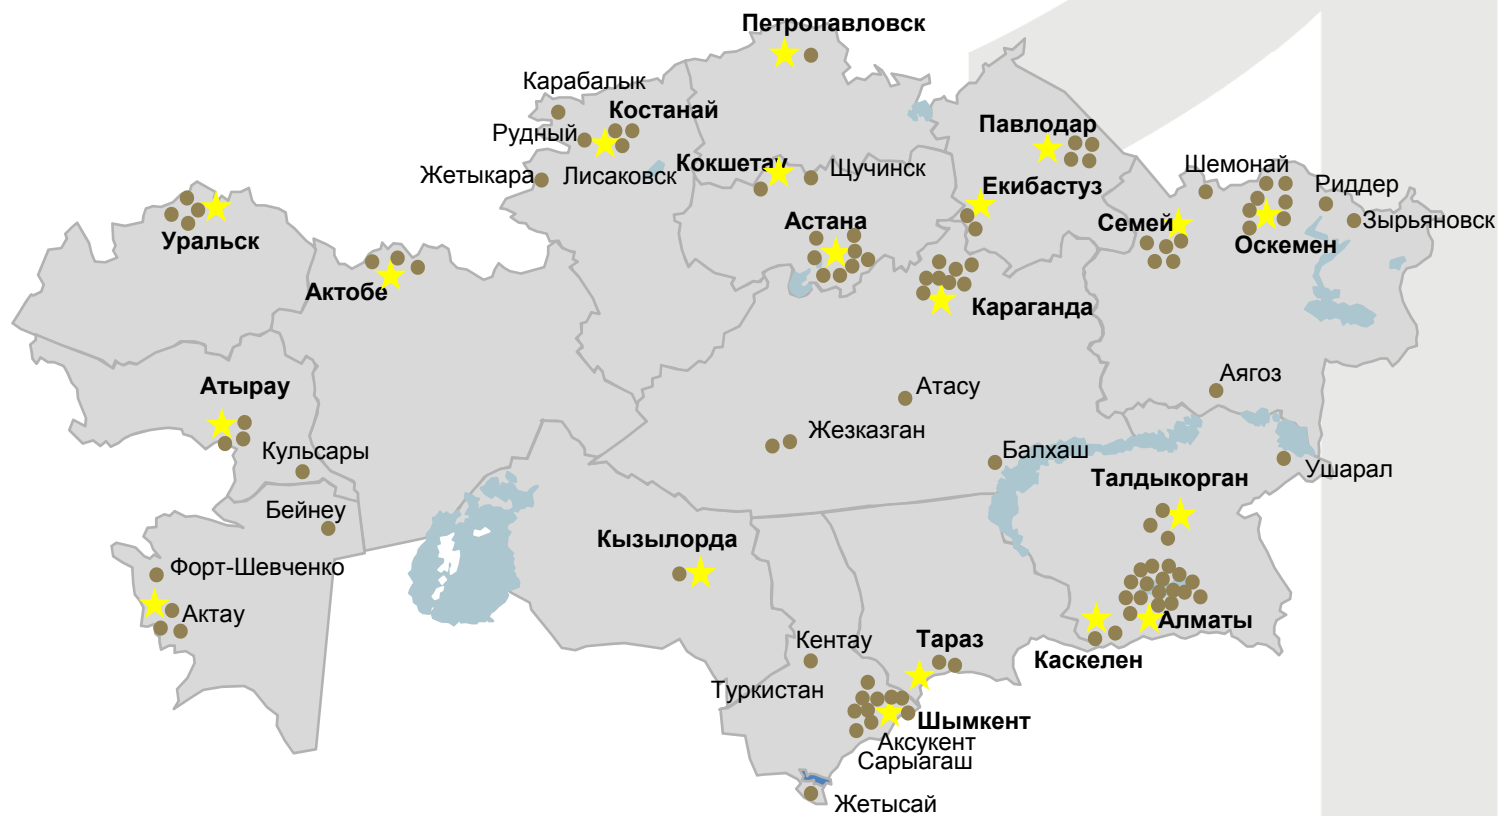 Петропавловск
Карабалык
Костанай
Рудный
Павлодар
Кокшетау
Щучинск
Шемонай
Жетыкара
Лисаковск
Екибастуз
Риддер
Семей
Зырьяновск
Астана
Оскемен
Уральск
Актобе
Караганда
Аягоз
Атырау
Атасу
Жезказган
Кульсары
Балхаш
Ушарал
Талдыкорган
Бейнеу
Кызылорда
Форт-Шевченко
Актау
Алматы
Кентау
Тараз
Каскелен
Туркистан
Шымкент
Аксукент
Сарыагаш
Жетысай